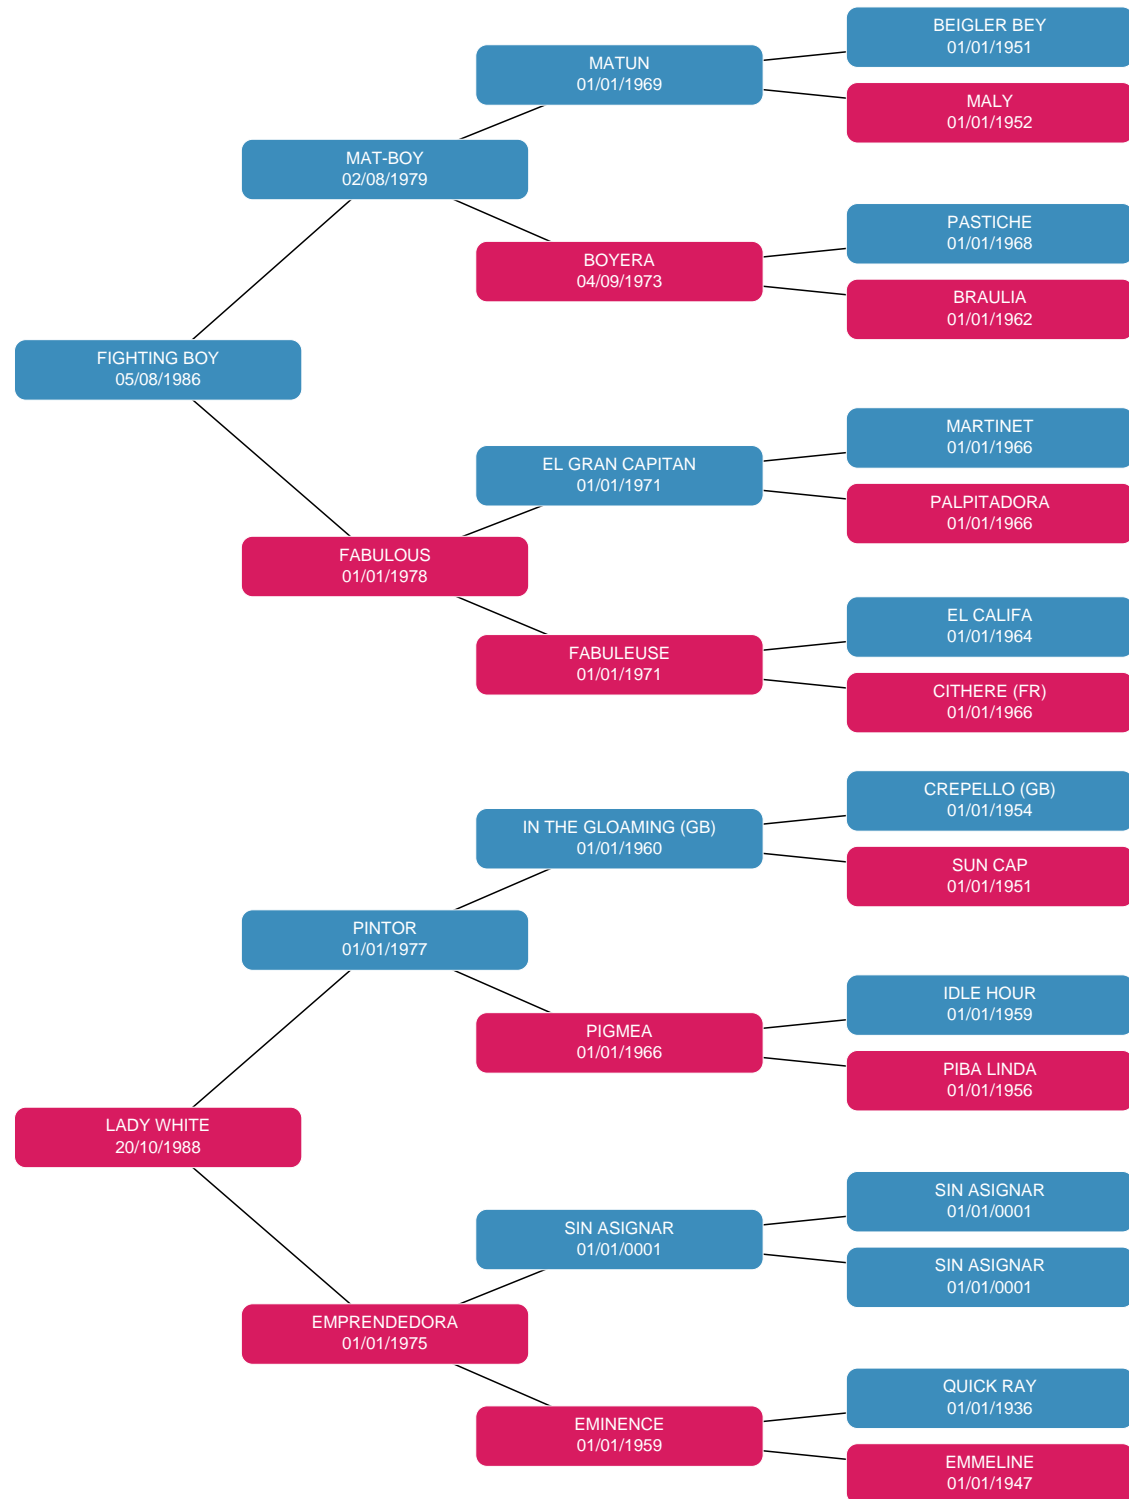 BEIGLER BEY
01/01/1951
MATUN
01/01/1969
MALY
01/01/1952
MAT-BOY
02/08/1979
PASTICHE
01/01/1968
BOYERA
04/09/1973
BRAULIA
01/01/1962
FIGHTING BOY
05/08/1986
MARTINET
01/01/1966
EL GRAN CAPITAN
01/01/1971
PALPITADORA
01/01/1966
FABULOUS
01/01/1978
EL CALIFA
01/01/1964
FABULEUSE
01/01/1971
CITHERE (FR)
01/01/1966
CREPELLO (GB)
01/01/1954
IN THE GLOAMING (GB)
01/01/1960
SUN CAP
01/01/1951
PINTOR
01/01/1977
IDLE HOUR
01/01/1959
PIGMEA
01/01/1966
PIBA LINDA
01/01/1956
LADY WHITE
20/10/1988
SIN ASIGNAR
01/01/0001
SIN ASIGNAR
01/01/0001
SIN ASIGNAR
01/01/0001
EMPRENDEDORA
01/01/1975
QUICK RAY
01/01/1936
EMINENCE
01/01/1959
EMMELINE
01/01/1947